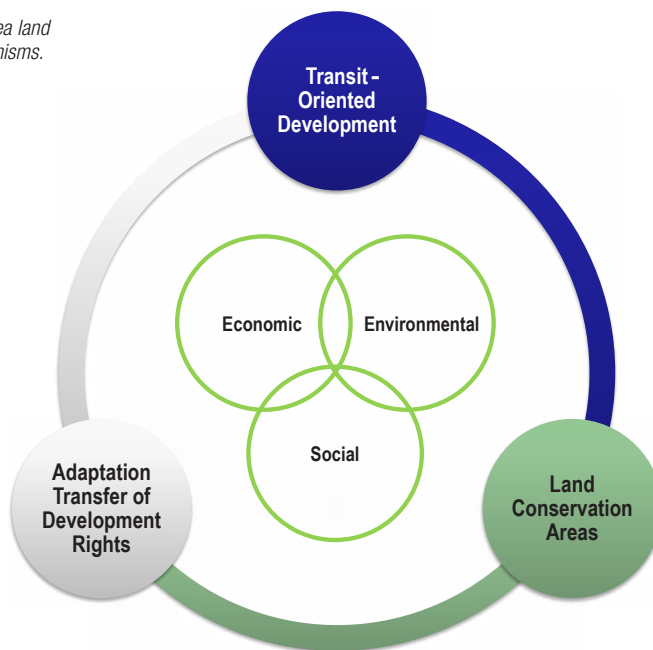 ea land
nisms.
Transit -
Oriented
Development
Economic
Environmental
Social
Adaptation
Transfer of
Development
Rights
Land
Conservation
Areas